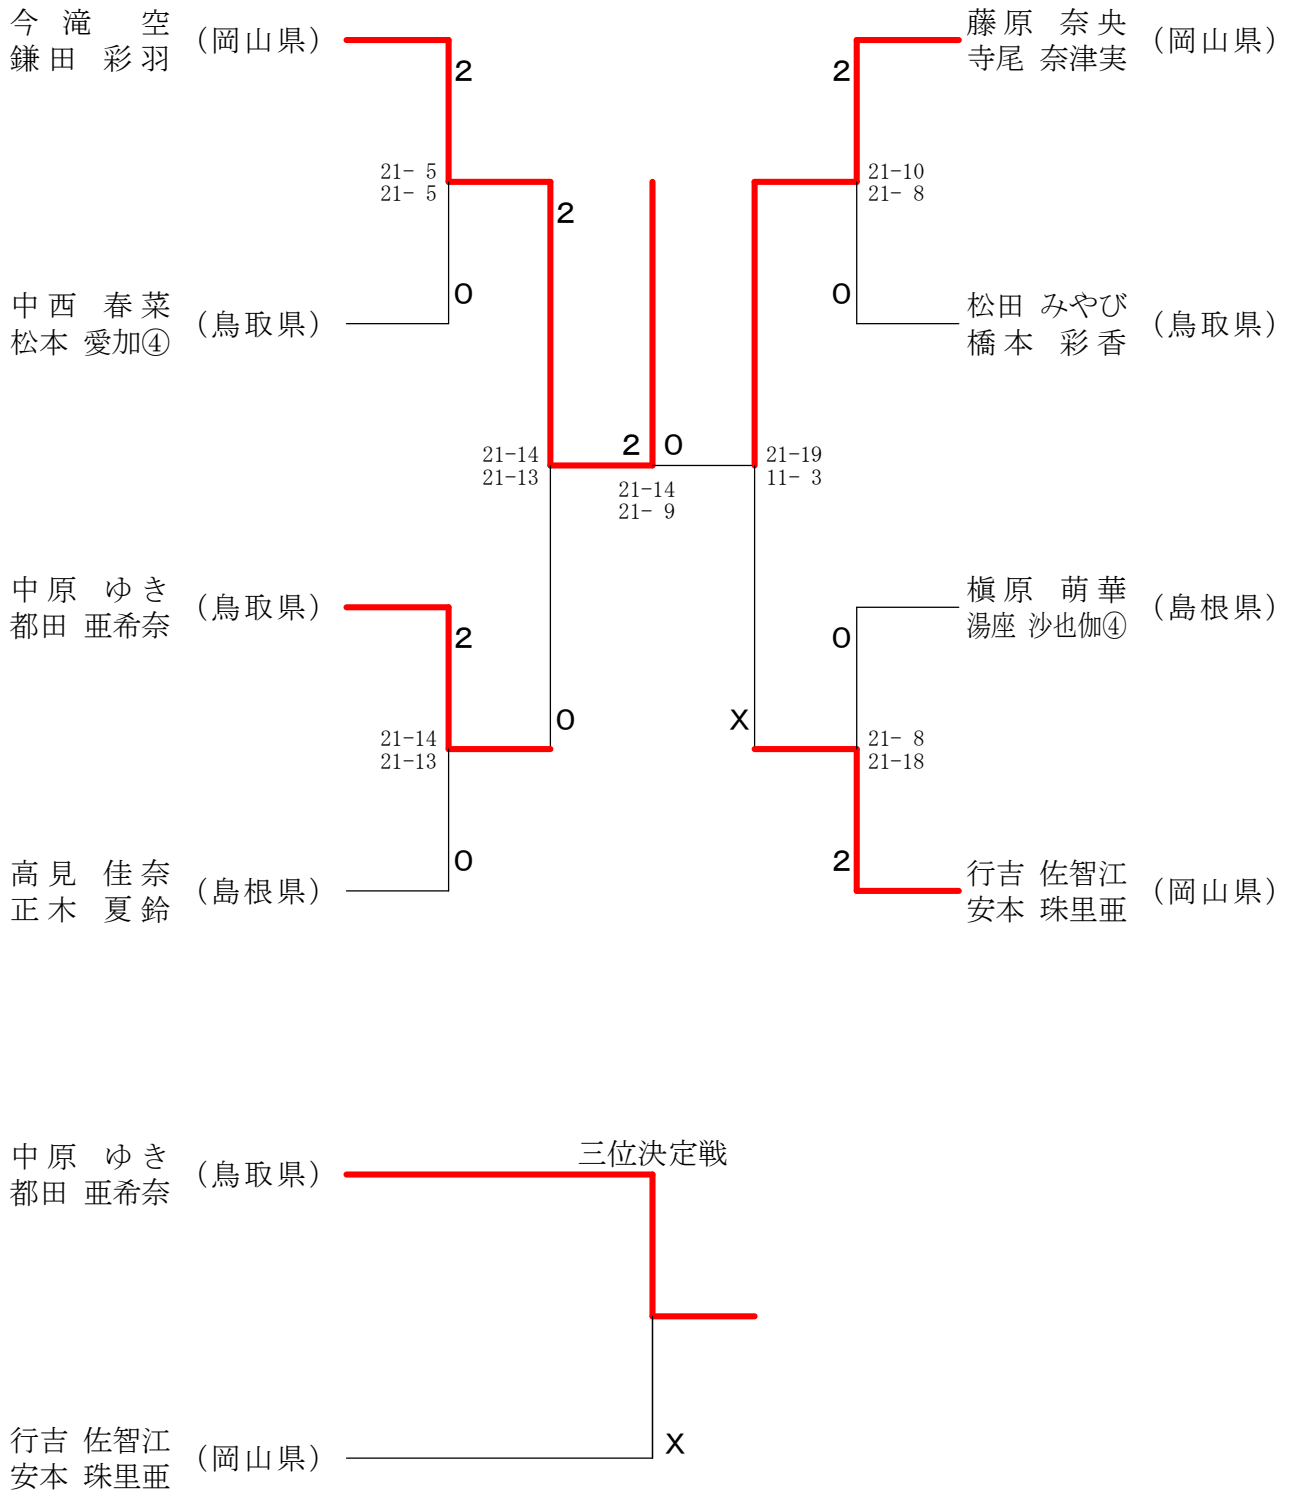 今滝 空
鎌田 彩羽
(岡山県)
2
21- 5
21- 5
0
中西 春菜
松本 愛加④
(鳥取県)
2
21-14
21-13
0
中原 ゆき
都田 亜希奈
(鳥取県)
2
21-14
21-13
0
高見 佳奈
正木 夏鈴
(島根県)
2 0
21-14
21- 9
藤原 奈央
寺尾 奈津実
(岡山県)
2
21-10
21- 8
0
松田 みやび
橋本 彩香
(鳥取県)
21-19
11- 3
X
槇原 萌華
湯座 沙也伽④
(島根県)
0
21- 8
21-18
2
行吉 佐智江
安本 珠里亜
(岡山県)
三位決定戦
中原 ゆき
都田 亜希奈
(鳥取県)
行吉 佐智江
安本 珠里亜
(岡山県)
X